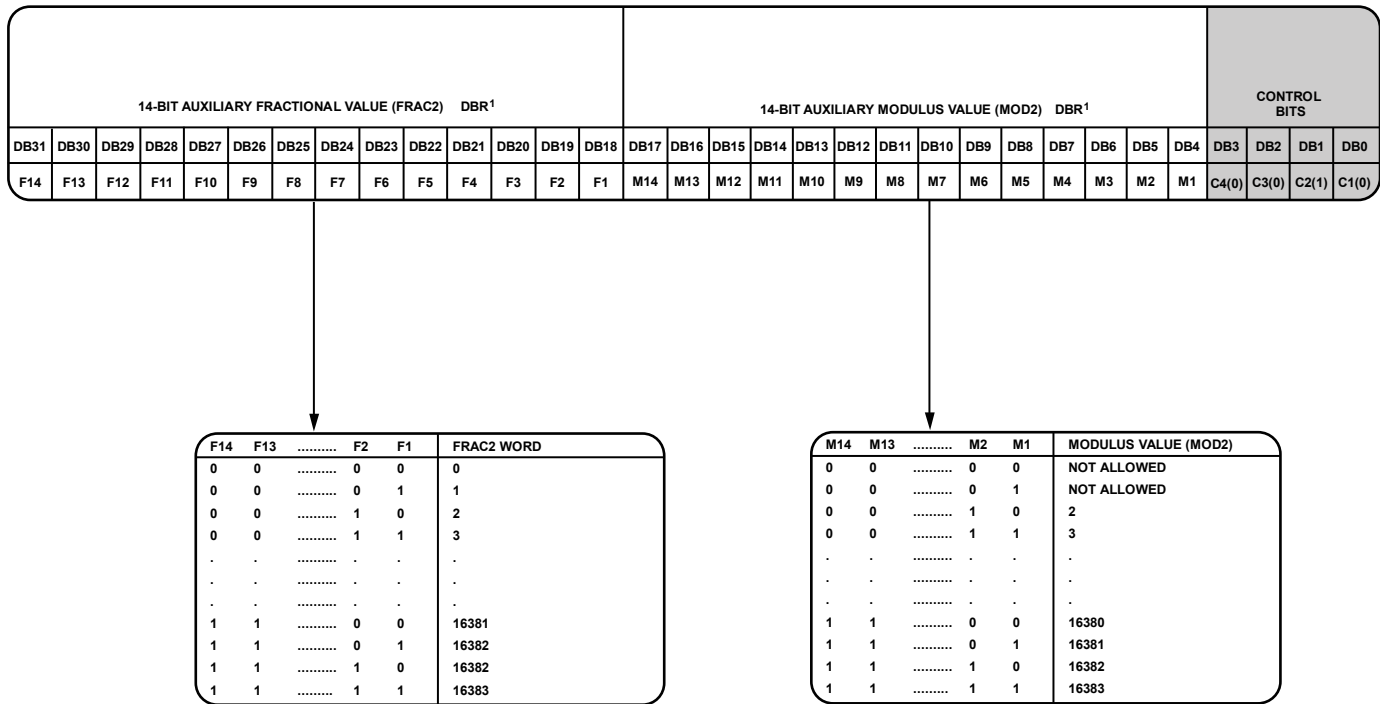 14-BIT AUXILIARY FRACTIONAL VALUE (FRAC2) DBR1
14-BIT AUXILIARY MODULUS VALUE (MOD2) DBR1
CONTROL
BITS
DB31 DB30 DB29 DB28 DB27 DB26 DB25 DB24 DB23 DB22 DB21 DB20 DB19 DB18 DB17 DB16 DB15 DB14 DB13 DB12 DB11 DB10 DB9 DB8 DB7 DB6 DB5 DB4 DB3 DB2 DB1 DB0
F14 F13 F12 F11 F10 F9 F8 F7 F6 F5 F4 F3 F2 F1 M14 M13 M12 M11 M10 M9 M8 M7 M6 M5 M4 M3 M2 M1 C4(0) C3(0) C2(1) C1(0)
F14 F13 .......... F2 F1 FRAC2 WORD
0 0 .......... 0 0 0
0 0 .......... 0 1 1
0 0 .......... 1 0 2
0 0 .......... 1 1 3
. . .......... . . .
. . .......... . . .
. . .......... . . .
1 1 .......... 0 0 16381
1 1 .......... 0 1 16382
1 1 .......... 1 0 16382
1 1 ......... 1 1 16383
M14 M13 .......... M2 M1 MODULUS VALUE (MOD2)
0 0 .......... 0 0 NOT ALLOWED
0 0 .......... 0 1 NOT ALLOWED
0 0 .......... 1 0 2
0 0 .......... 1 1 3
. . .......... . . .
. . .......... . . .
. . .......... . . .
1 1 .......... 0 0 16380
1 1 .......... 0 1 16381
1 1 .......... 1 0 16382
1 1 ......... 1 1 16383